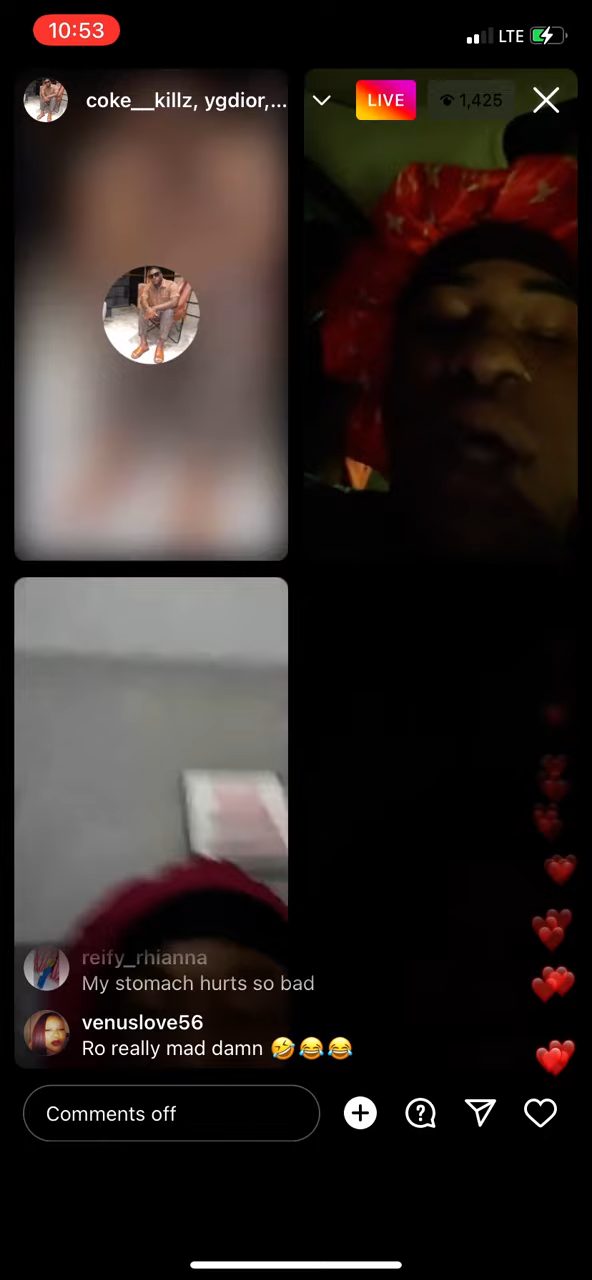 10:53
LTE
coke__killz, ygdior,...
LIVE
1,425
reify_rhianna
My stomach hurts so bad
venuslove56
Ro really mad damn 🤣😂😂
Comments off